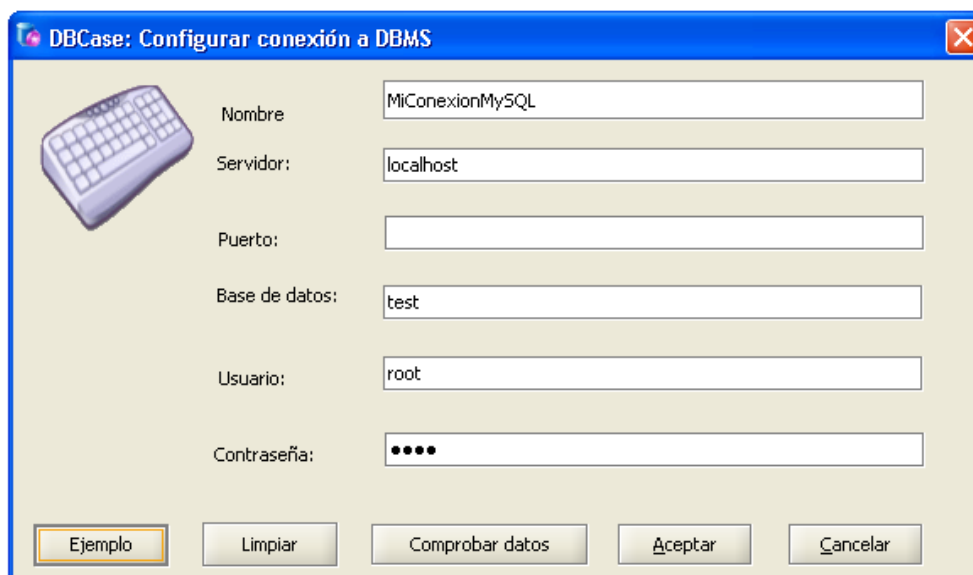 DBCase: Configurar conexión a DBMS
Nombre MiConexionMySQL
Servidor: localhost
Puerto:
Base de datos: test
Usuario: root
Contraseña: ••••
Ejemplo Limpiar Comprobar datos Aceptar Cancelar